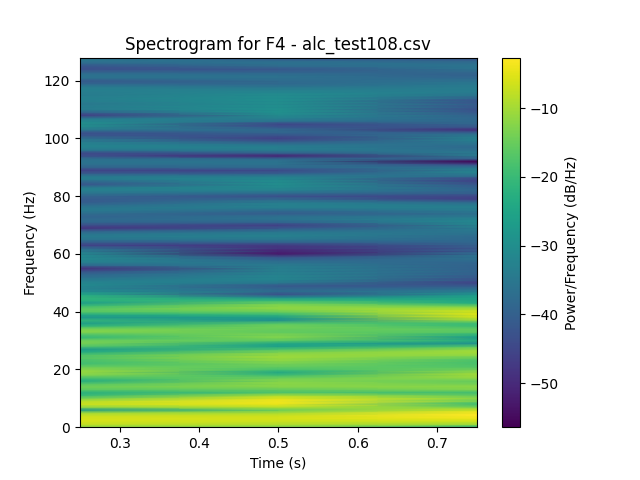 Spectrogram for F4 - alc_test108.csv
120
100
80
60
40
20
0
Frequency (Hz)
0.3 0.4 0.5 0.6 0.7
Time (s)
−10
−20
−30
−40
−50
Power/Frequency (dB/Hz)